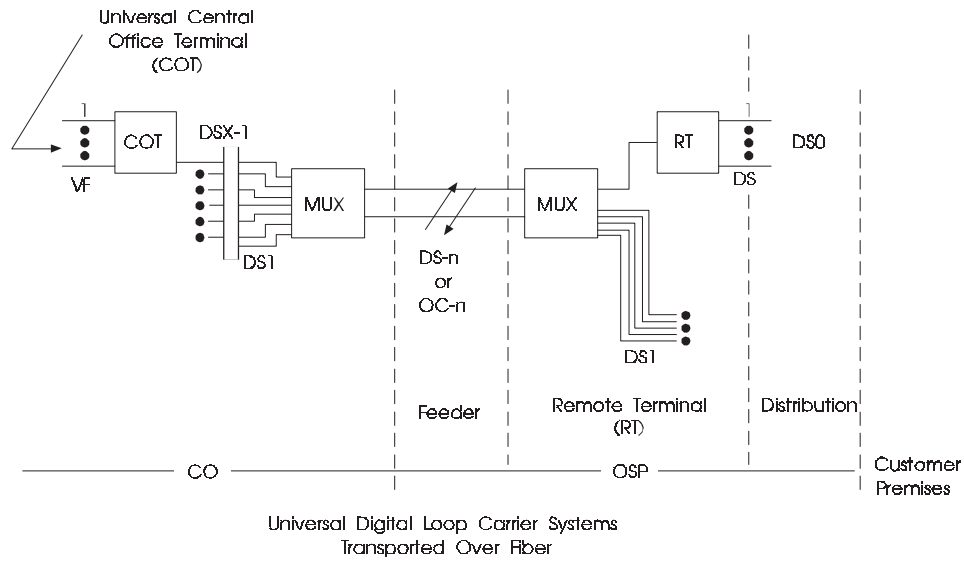 Universal Central
Office Terminal
(COT)
1
COT
VF
DSX-1
DS1
MUX
DS-n
or
OC-n
MUX
RT
1
DS0
DS
DS1
Feeder
Remote Terminal
(RT)
Distribution
CO
OSP
Customer
Premises
Universal Digital Loop Carrier Systems
Transported Over Fiber